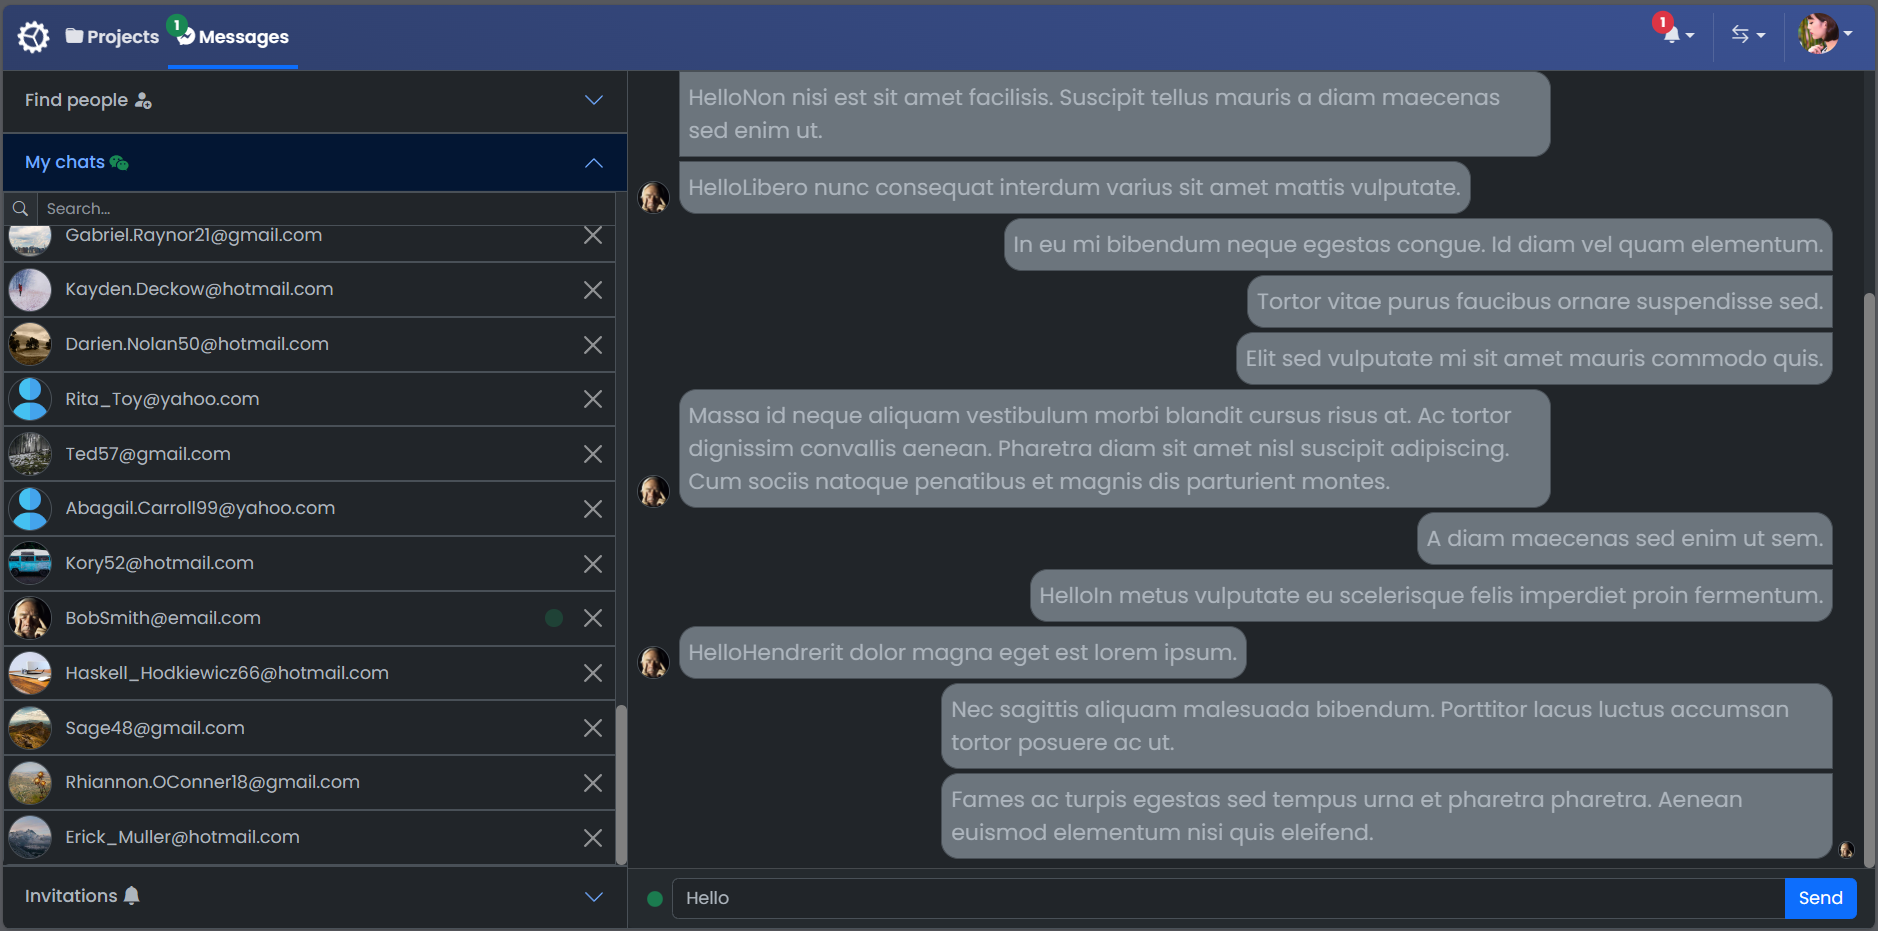 Projects
1
Messages
1
Find people
My chats
Search...
Gabriel.Raynor21@gmail.com
Kayden.Deckow@hotmail.com
Darien.Nolan50@hotmail.com
Rita_Toy@yahoo.com
Ted57@gmail.com
Abagail.Carroll99@yahoo.com
Kory52@hotmail.com
BobSmith@email.com
Haskell_Hodkiewicz66@hotmail.com
Sage48@gmail.com
Rhiannon.OConner18@gmail.com
Erick_Muller@hotmail.com
Invitations
HelloNon nisi est sit amet facilisis. Suscipit tellus mauris a diam maecenas
sed enim ut.
HelloLibero nunc consequat interdum varius sit amet mattis vulputate.
In eu mi bibendum neque egestas congue. Id diam vel quam elementum.
Tortor vitae purus faucibus ornare suspendisse sed.
Elit sed vulputate mi sit amet mauris commodo quis.
Massa id neque aliquam vestibulum morbi blandit cursus risus at. Ac tortor
dignissim convallis aenean. Pharetra diam sit amet nisl suscipit adipiscing.
Cum sociis natoque penatibus et magnis dis parturient montes.
A diam maecenas sed enim ut sem.
HelloIn metus vulputate eu scelerisque felis imperdiet proin fermentum.
HelloHendrerit dolor magna eget est lorem ipsum.
Nec sagittis aliquam malesuada bibendum. Porttitor lacus luctus accumsan
tortor posuere ac ut.
Fames ac turpis egestas sed tempus urna et pharetra pharetra. Aenean
euismod elementum nisi quis eleifend.
Hello
Send